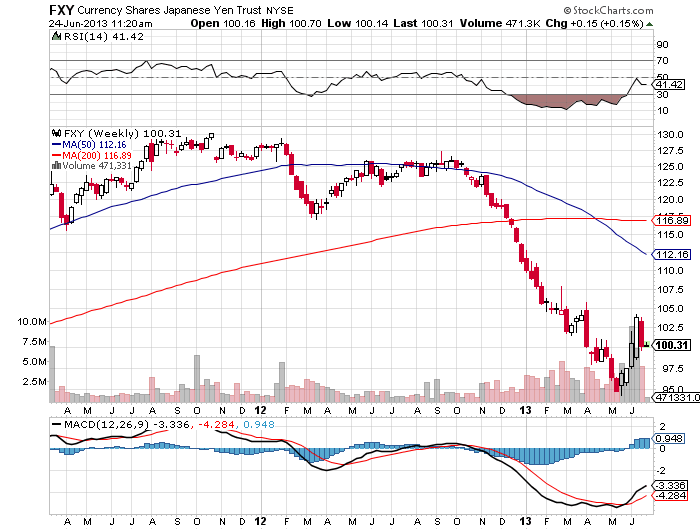 FXY Currency Shares Japanese Yen Trust NYSE © StockCharts.com
24-Jun-2013 11:20am Open 100.16 High 100.70 Low 100.14 Last 100.31 Volume 471.3K Chg +0.15 (+0.15%)
RSI(14) 41.42
90
70
50
41.42
30
10
FXY (Weekly) 100.31
MA(50) 112.16
MA(200) 116.89
Volume 471,331
130.0
127.5
125.0
122.5
120.0
116.89
115.0
112.16
110.0
107.5
105.0
102.5
100.31
97.5
95.0
471331.0
10.0M
7.5M
5.0M
2.5M
A M J J A S O N D 12 F M A M J J A S O N D 13 F M A M J
MACD(12,26,9) -3.336, -4.284, 0.948
2
0.948
0
-2
-3.336
-4.284
A M J J A S O N D 12 F M A M J J A S O N D 13 F M A M J